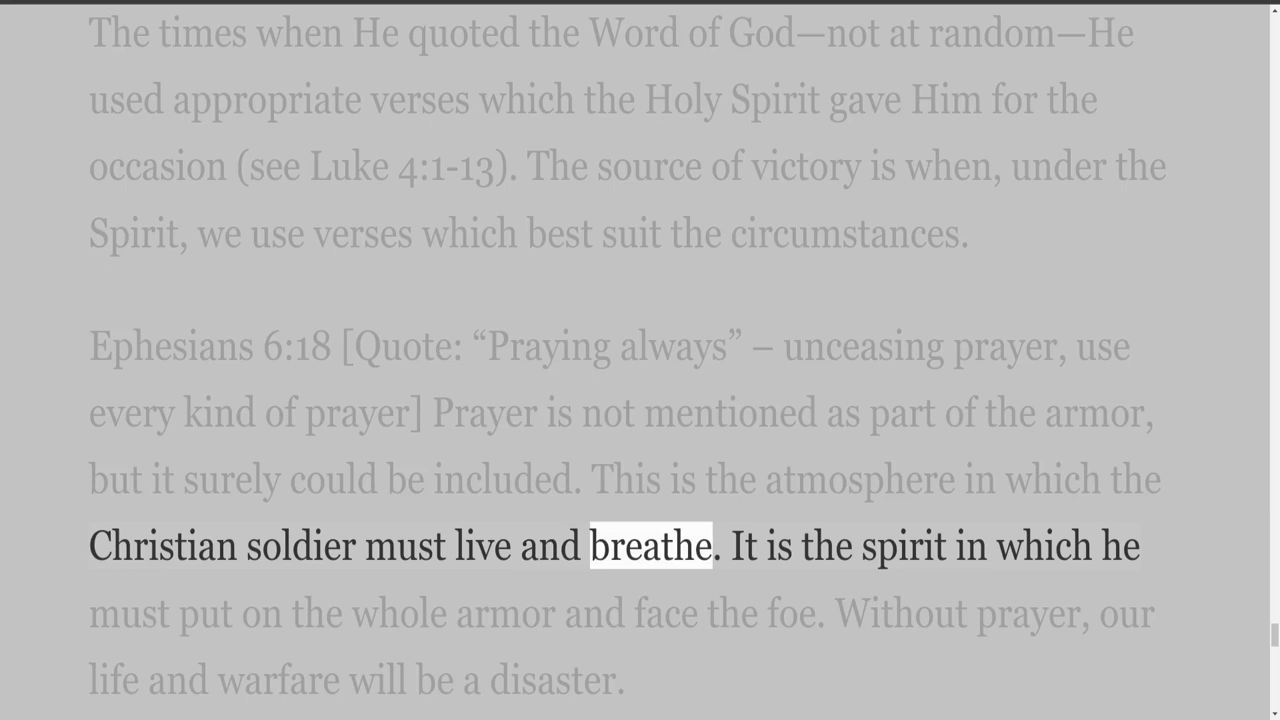 The times when He quoted the Word of God—not at random—He
used appropriate verses which the Holy Spirit gave Him for the
occasion (see Luke 4:1-13). The source of victory is when, under the
Spirit, we use verses which best suit the circumstances.
Ephesians 6:18 [Quote: “Praying always” – unceasing prayer, use
every kind of prayer] Prayer is not mentioned as part of the armor,
but it surely could be included. This is the atmosphere in which the
Christian soldier must live and breathe. It is the spirit in which he
must put on the whole armor and face the foe. Without prayer, our
life and warfare will be a disaster.